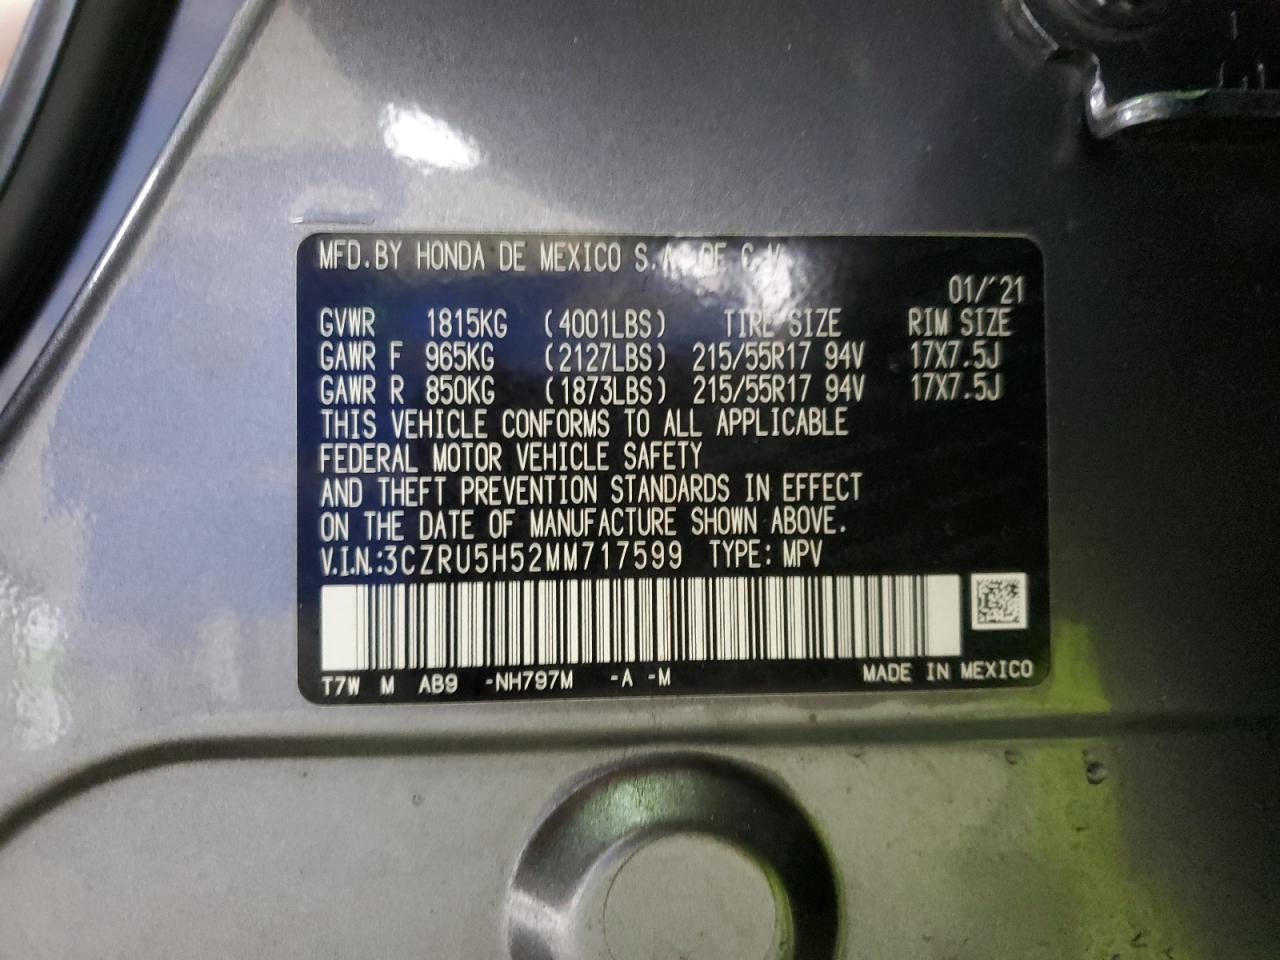 MFD.BY HONDA DE MEXICO S.A. DE C.V.
01/'21
GVWR 1815KG (4001LBS) TIRE SIZE RIM SIZE
GAWR F 965KG (2127LBS) 215/55R17 94V 17X7.5J
GAWR R 850KG (1873LBS) 215/55R17 94V 17X7.5J
THIS VEHICLE CONFORMS TO ALL APPLICABLE
FEDERAL MOTOR VEHICLE SAFETY
AND THEFT PREVENTION STANDARDS IN EFFECT
ON THE DATE OF MANUFACTURE SHOWN ABOVE.
V.I.N.:3CZRU5H52MM717599 TYPE: MPV
T7W M AB9 -NH797M -A -M MADE IN MEXICO